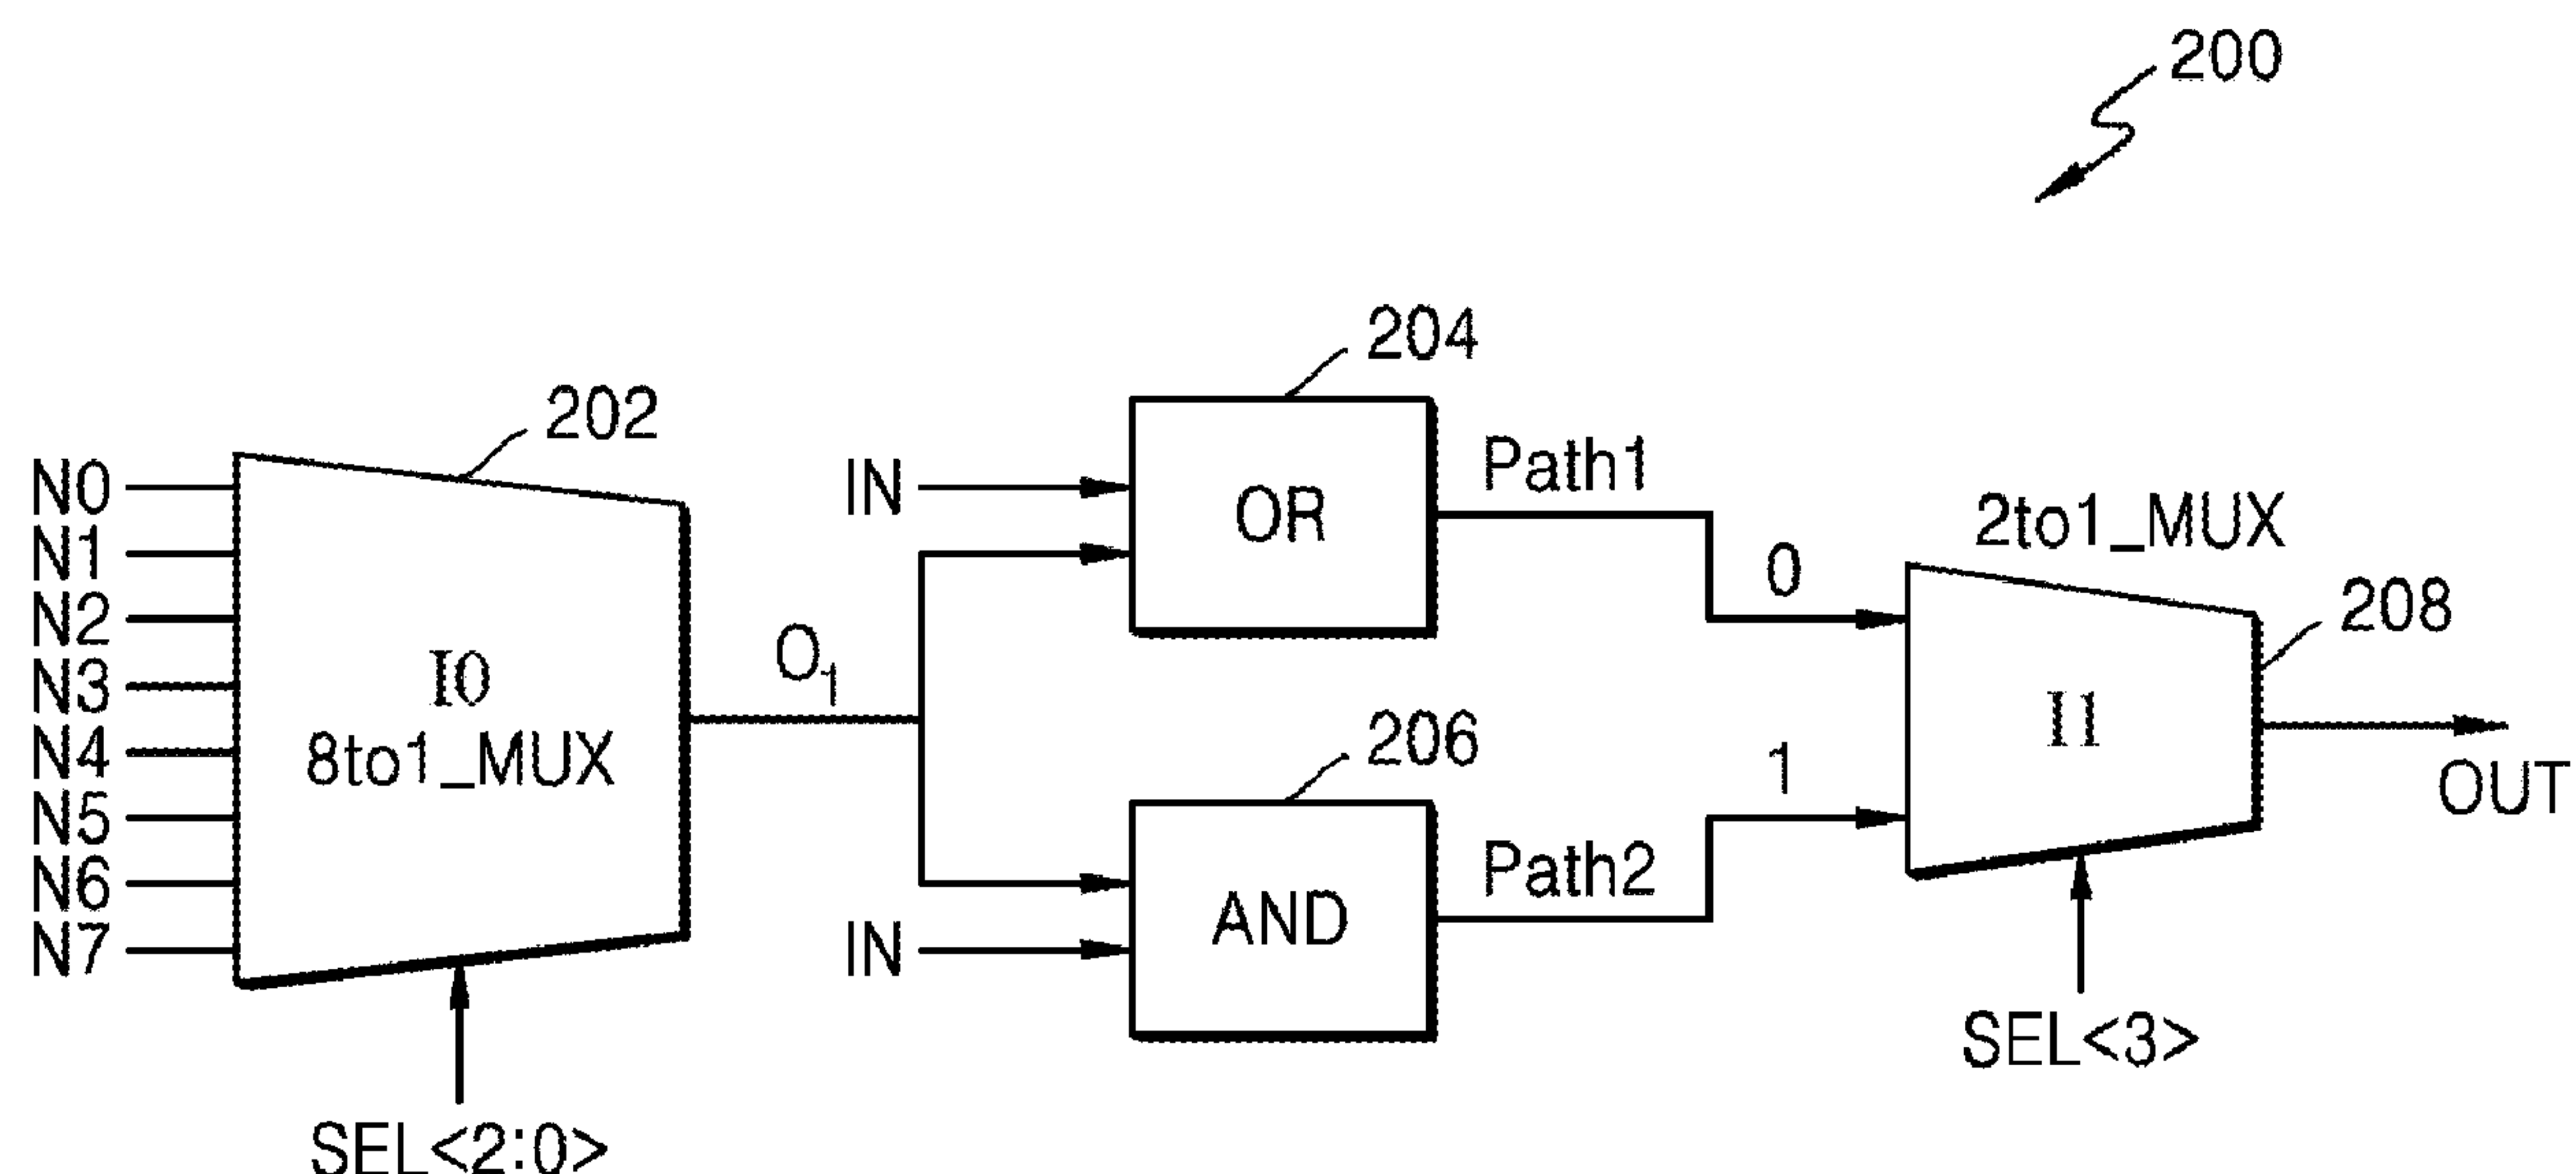 200
204
202
N0
N1
N2
N3
N4
N5
N6
N7
I0
8to1_MUX
SEL<2:0>
O1
IN
OR
Path1
206
IN
AND
Path2
0
1
2to1_MUX
208
I1
SEL<3>
OUT